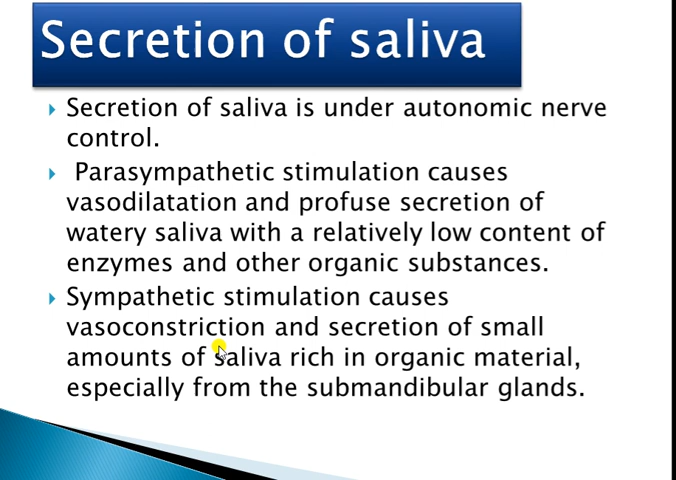 Secretion of saliva
Secretion of saliva is under autonomic nerve
control.
Parasympathetic stimulation causes
vasodilatation and profuse secretion of
watery saliva with a relatively low content of
enzymes and other organic substances.
Sympathetic stimulation causes
vasoconstriction and secretion of small
amounts of saliva rich in organic material,
especially from the submandibular glands.